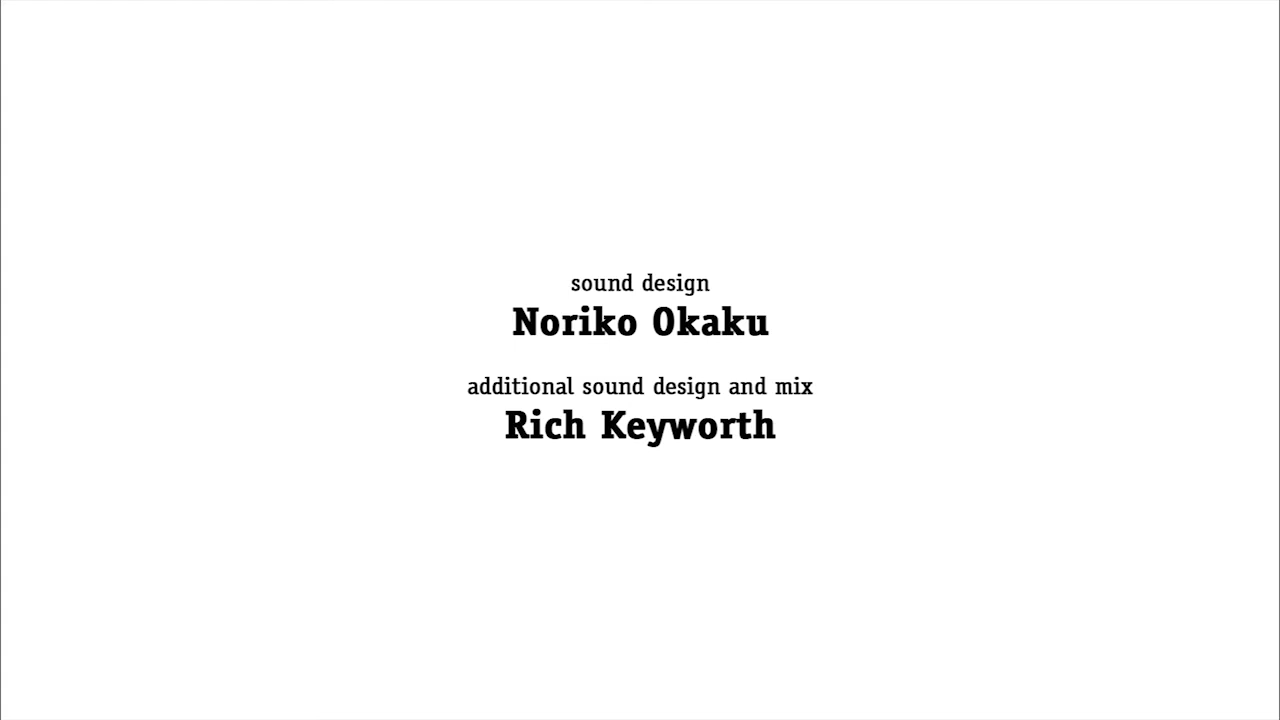 sound design
Noriko Okaku
additional sound design and mix
Rich Keyworth